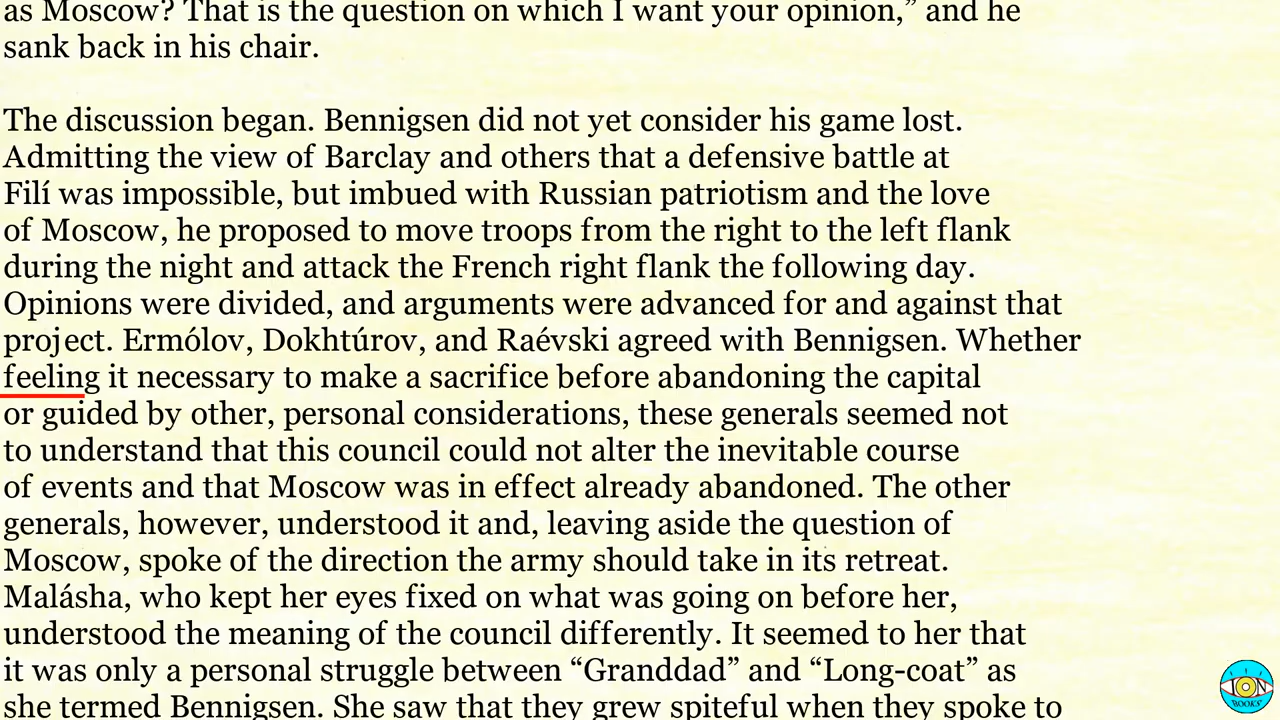 as Moscow? That is the question on which I want your opinion,” and he
sank back in his chair.
The discussion began. Bennigsen did not yet consider his game lost.
Admitting the view of Barclay and others that a defensive battle at
Filí was impossible, but imbued with Russian patriotism and the love
of Moscow, he proposed to move troops from the right to the left flank
during the night and attack the French right flank the following day.
Opinions were divided, and arguments were advanced for and against that
project. Ermólov, Dokhtúrov, and Raévski agreed with Bennigsen. Whether
feeling it necessary to make a sacrifice before abandoning the capital
or guided by other, personal considerations, these generals seemed not
to understand that this council could not alter the inevitable course
of events and that Moscow was in effect already abandoned. The other
generals, however, understood it and, leaving aside the question of
Moscow, spoke of the direction the army should take in its retreat.
Malásha, who kept her eyes fixed on what was going on before her,
understood the meaning of the council differently. It seemed to her that
it was only a personal struggle between “Granddad” and “Long-coat” as
she termed Bennigsen. She saw that they grew spiteful when they spoke to
ION
BOOKS